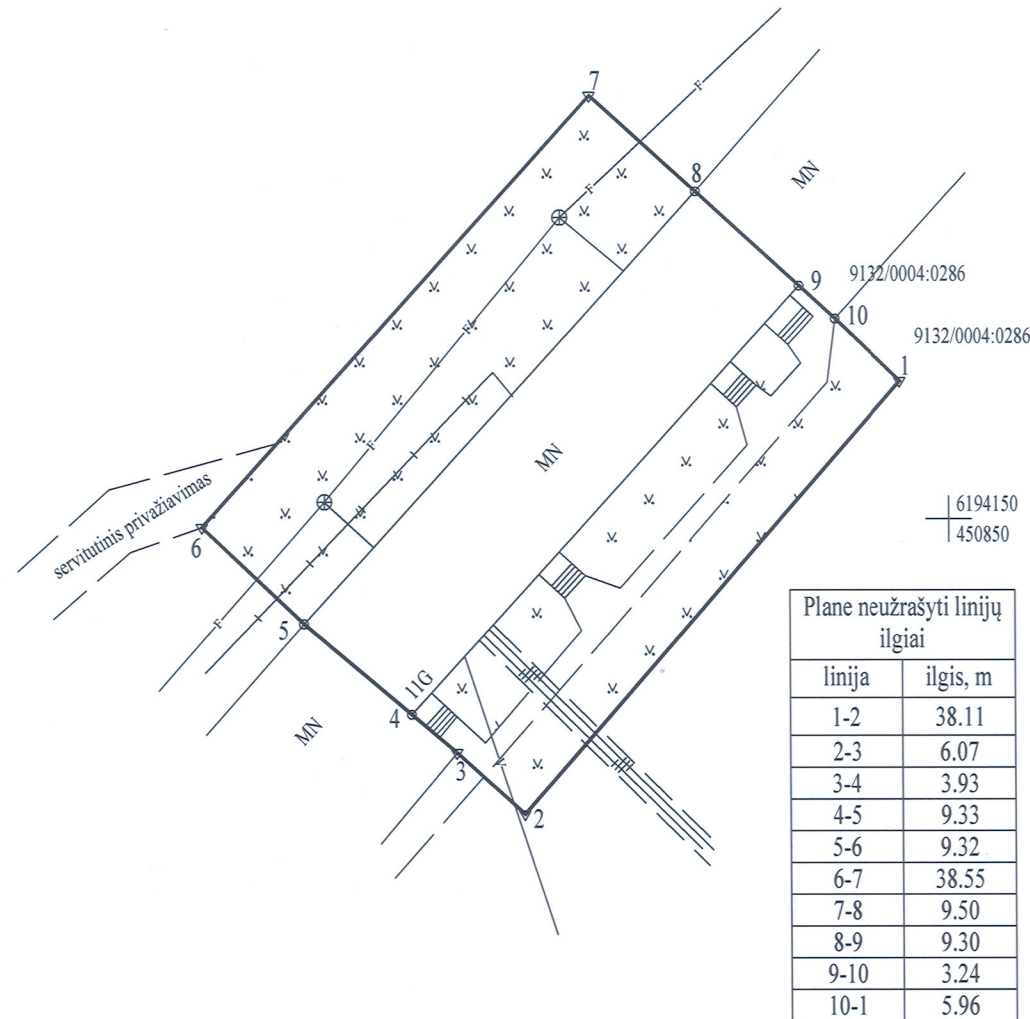 7
F
8
MN
F
9
9132/0004:0286
10
9132/0004:0286
1
F
F
MN
servitutinis privažiavimas
6
6194150
450850
F
5
11G
4
MN
3
2
Plane neužrašyti linijų
ilgiai
linija ilgis, m
1-2 38.11
2-3 6.07
3-4 3.93
4-5 9.33
5-6 9.32
6-7 38.55
7-8 9.50
8-9 9.30
9-10 3.24
10-1 5.96